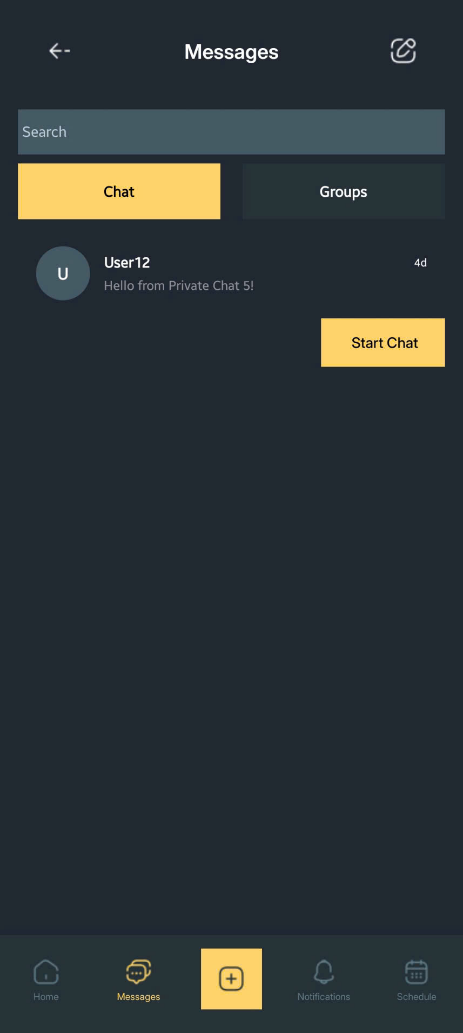 Messages
Search
Chat
Groups
U
User12
4d
Hello from Private Chat 5!
Start Chat
Home
Messages
Notifications
Schedule